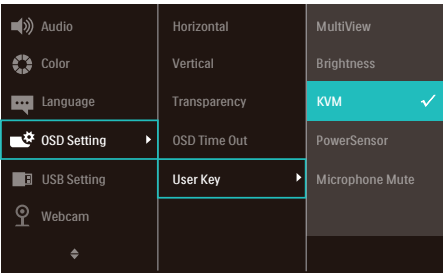 Audio
Color
Language
OSD Setting
USB Setting
Webcam
Horizontal
Vertical
Transparency
OSD Time Out
User Key
MultiView
Brightness
KVM
PowerSensor
Microphone Mute